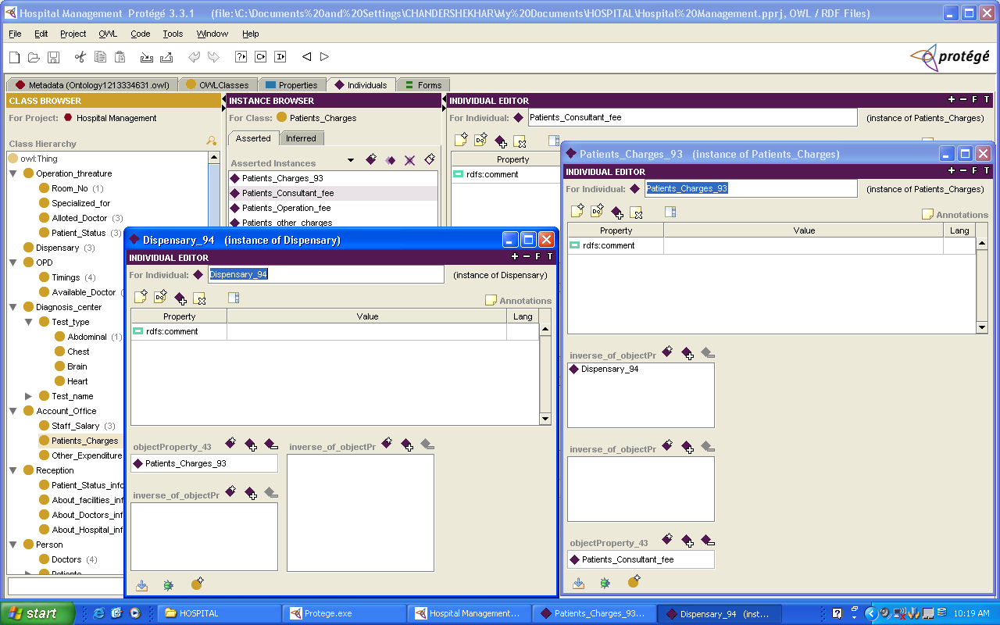 Hospital Management  Protégé 3.3.1    (file:\C:\Documents%20and%20Settings\CHANDERSHEKHAR\My%20Documents\HOSPITAL\Hospital%20Management.pprj, OWL / RDF Files)
File Edit Project OWL Code Tools Window Help
protégé
Metadata (Ontology1213334631.owl) OWLClasses Properties Individuals Forms
CLASS BROWSER
For Project: Hospital Management
Class Hierarchy
owl:Thing
Operation_threature
Room_No (1)
Specialized_for
Alloted_Doctor (3)
Patient_Status (3)
Dispensary (3)
OPD
Timings (4)
Available_Doctor
Diagnosis_center
Test_type
Abdominal (1)
Chest
Brain
Heart
Test_name
Account_Office
Staff_Salary (3)
Patients_Charges
Other_Expenditure
Reception
Patient_Status_info
About_facilities_inf
About_Doctors_inf
About_Hospital_inf
Person
Doctors (4)
Patients
INSTANCE BROWSER
For Class: Patients_Charges
Asserted Inferred
Asserted Instances
Patients_Charges_93
Patients_Consultant_fee
Patients_Operation_fee
Patients_other_charges
INDIVIDUAL EDITOR + − F T
For Individual: Patients_Consultant_fee (instance of Patients_Charges)
Property
rdfs:comment
Patients_Charges_93   (instance of Patients_Charges)
INDIVIDUAL EDITOR + − F T
For Individual: Patients_Charges_93 (instance of Patients_Charges)
Annotations
Property Value Lang
rdfs:comment
inverse_of_objectPr
Dispensary_94
inverse_of_objectPr
objectProperty_43
Patients_Consultant_fee
Dispensary_94   (instance of Dispensary)
INDIVIDUAL EDITOR + − F T
For Individual: Dispensary_94 (instance of Dispensary)
Annotations
Property Value Lang
rdfs:comment
objectProperty_43 inverse_of_objectPr
Patients_Charges_93
inverse_of_objectPr
start HOSPITAL Protege.exe Hospital Management... Patients_Charges_93... Dispensary_94 (inst... 10:19 AM